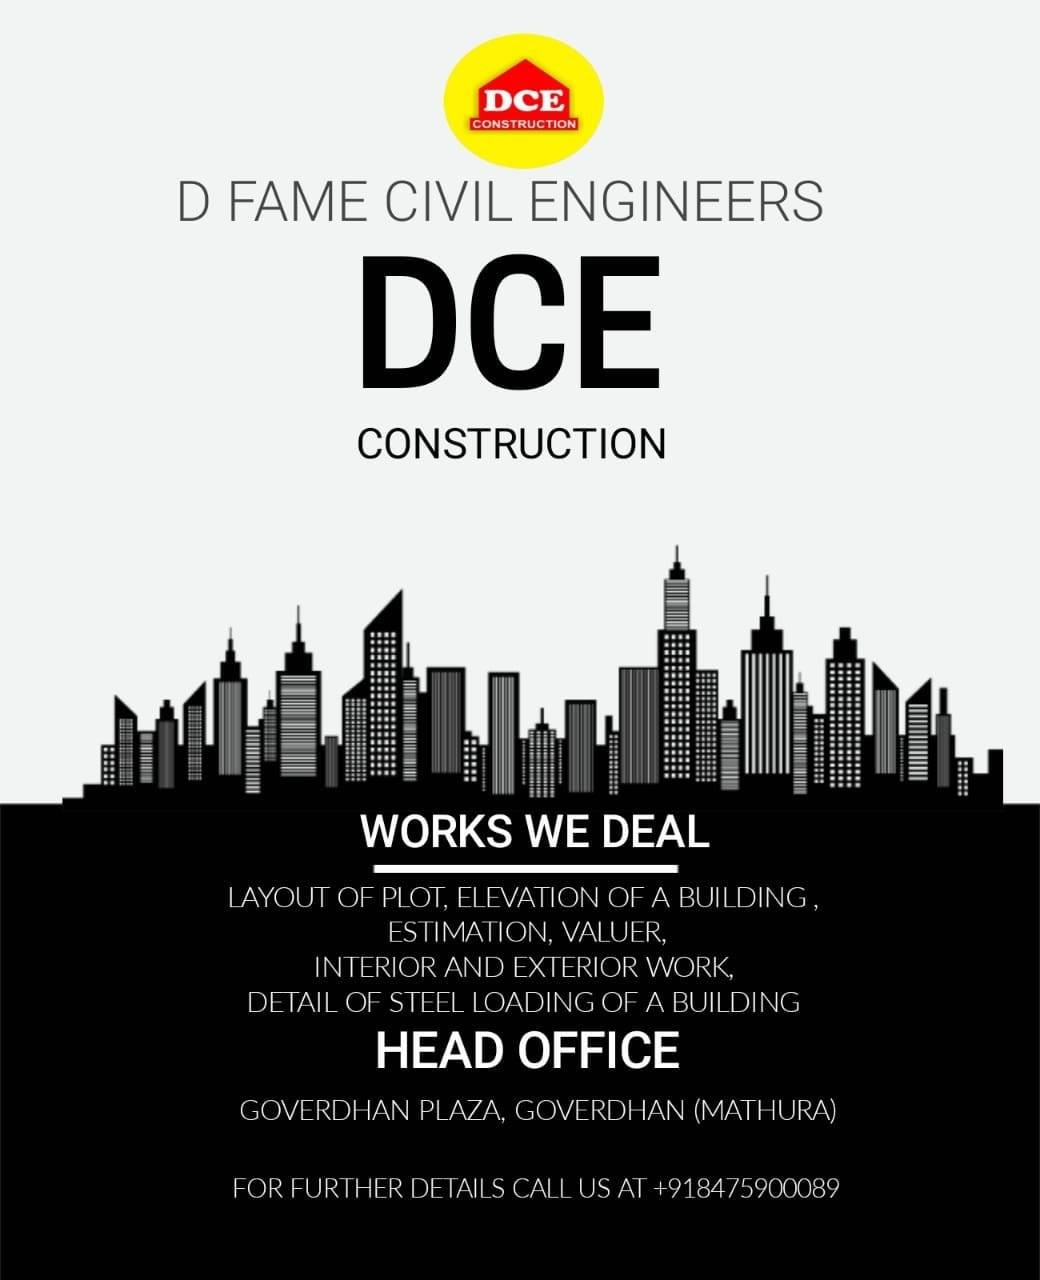 DCE
CONSTRUCTION
D FAME CIVIL ENGINEERS
DCE
CONSTRUCTION
WORKS WE DEAL
LAYOUT OF PLOT, ELEVATION OF A BUILDING ,
ESTIMATION, VALUER,
INTERIOR AND EXTERIOR WORK,
DETAIL OF STEEL LOADING OF A BUILDING
HEAD OFFICE
GOVERDHAN PLAZA, GOVERDHAN (MATHURA)
FOR FURTHER DETAILS CALL US AT +918475900089